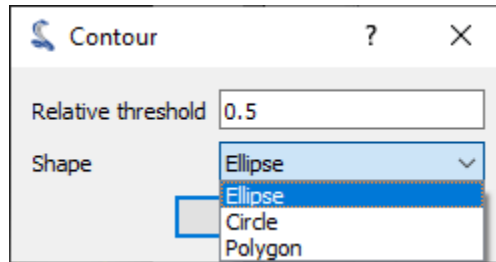 Contour ?
Relative threshold 0.5
Shape Ellipse
Ellipse
Circle
Polygon